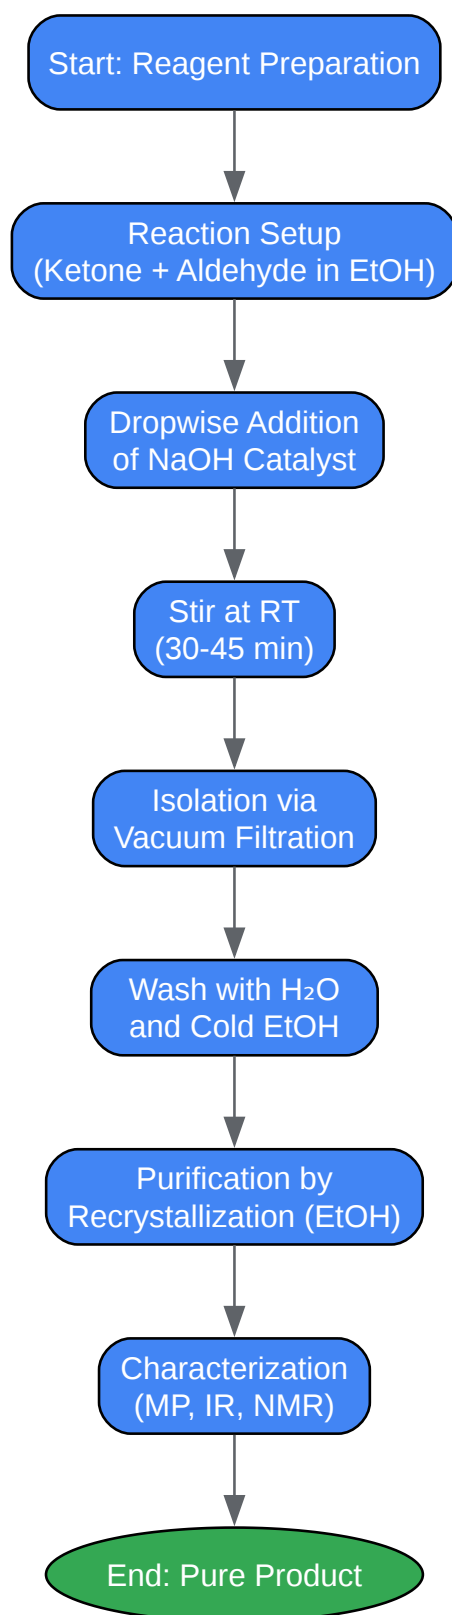 Start: Reagent Preparation
Reaction Setup
(Ketone + Aldehyde in EtOH)
Dropwise Addition
of NaOH Catalyst
Stir at RT
(30-45 min)
Isolation via
Vacuum Filtration
Wash with H₂O
and Cold EtOH
Purification by
Recrystallization (EtOH)
Characterization
(MP, IR, NMR)
End: Pure Product